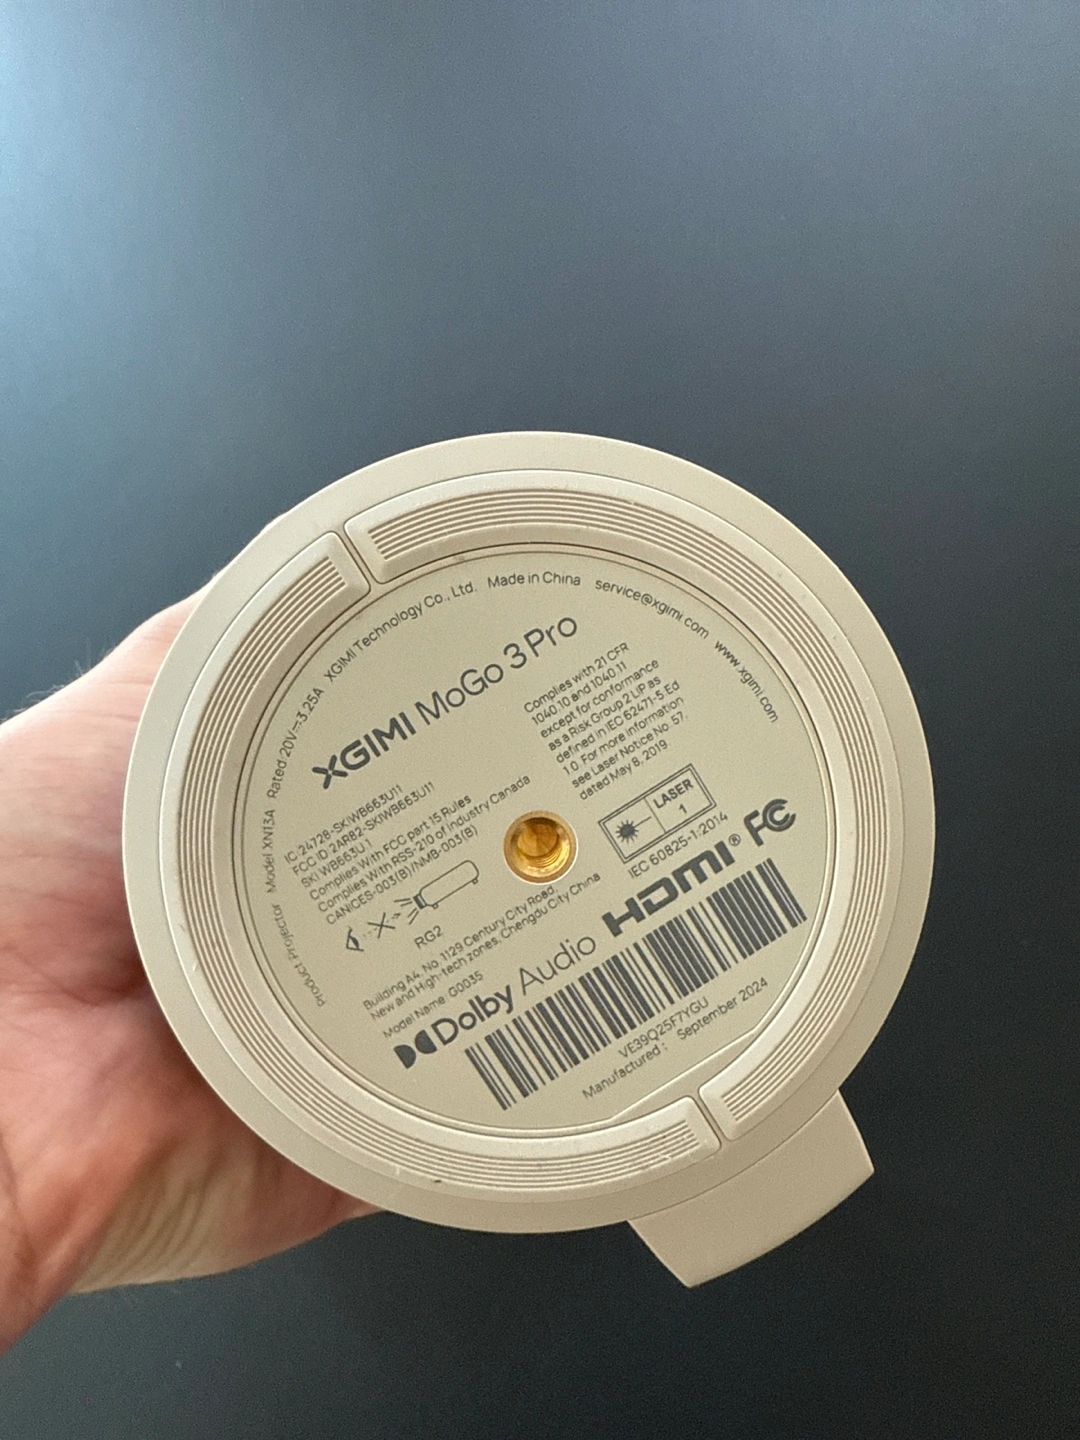 Product Projector Model XN13A Rated:20V⎓3.25A XGIMI Technology Co., Ltd. Made in China service@xgimi.com www.xgimi.com
XGIMI MoGo 3 Pro
IC:24728-SKIWB663U11
FCC ID:2AR82-SKIWB663U11
SKI.WB663U.1
Complies With FCC part 15 Rules
Complies With RSS-210 of Industry Canada
CAN ICES-003(B)/NMB-003(B)
RG2
Complies with 21 CFR
1040.10 and 1040.11
except for conformance
as a Risk Group 2 LIP as
defined in IEC 62471-5:Ed
1.0. For more information
see Laser Notice No. 57,
dated May 8, 2019
LASER
1
IEC 60825-1:2014
Building A4, No. 1129 Century City Road,
New and High-tech zones, Chengdu City China
Model Name: G0035
Dolby Audio
HDMI®
FC
VE39Q25F7YGU
Manufactured : September 2024